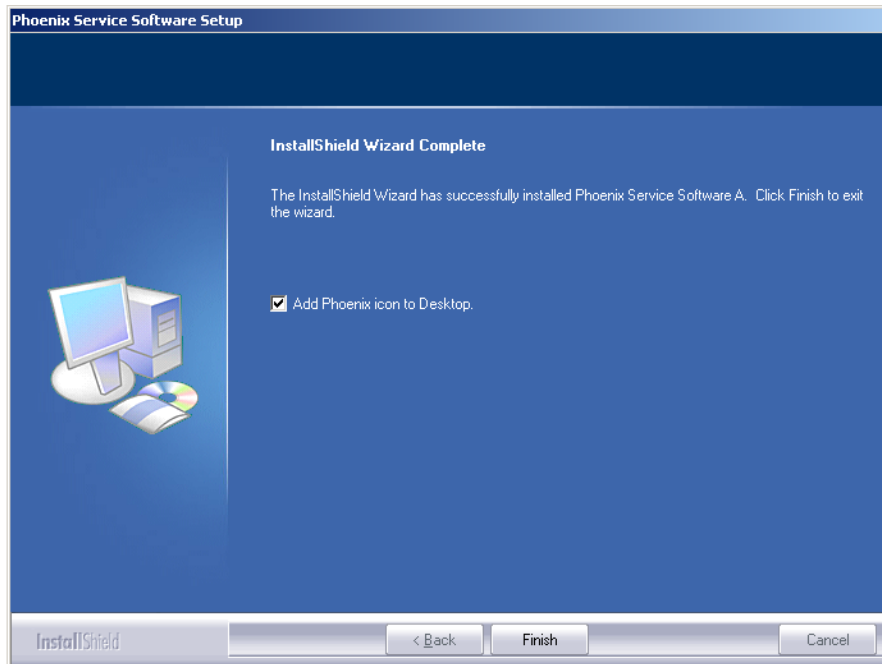 Phoenix Service Software Setup
InstallShield Wizard Complete
The InstallShield Wizard has successfully installed Phoenix Service Software A.  Click Finish to exit
the wizard.
Add Phoenix icon to Desktop.
InstallShield
< Back
Finish
Cancel